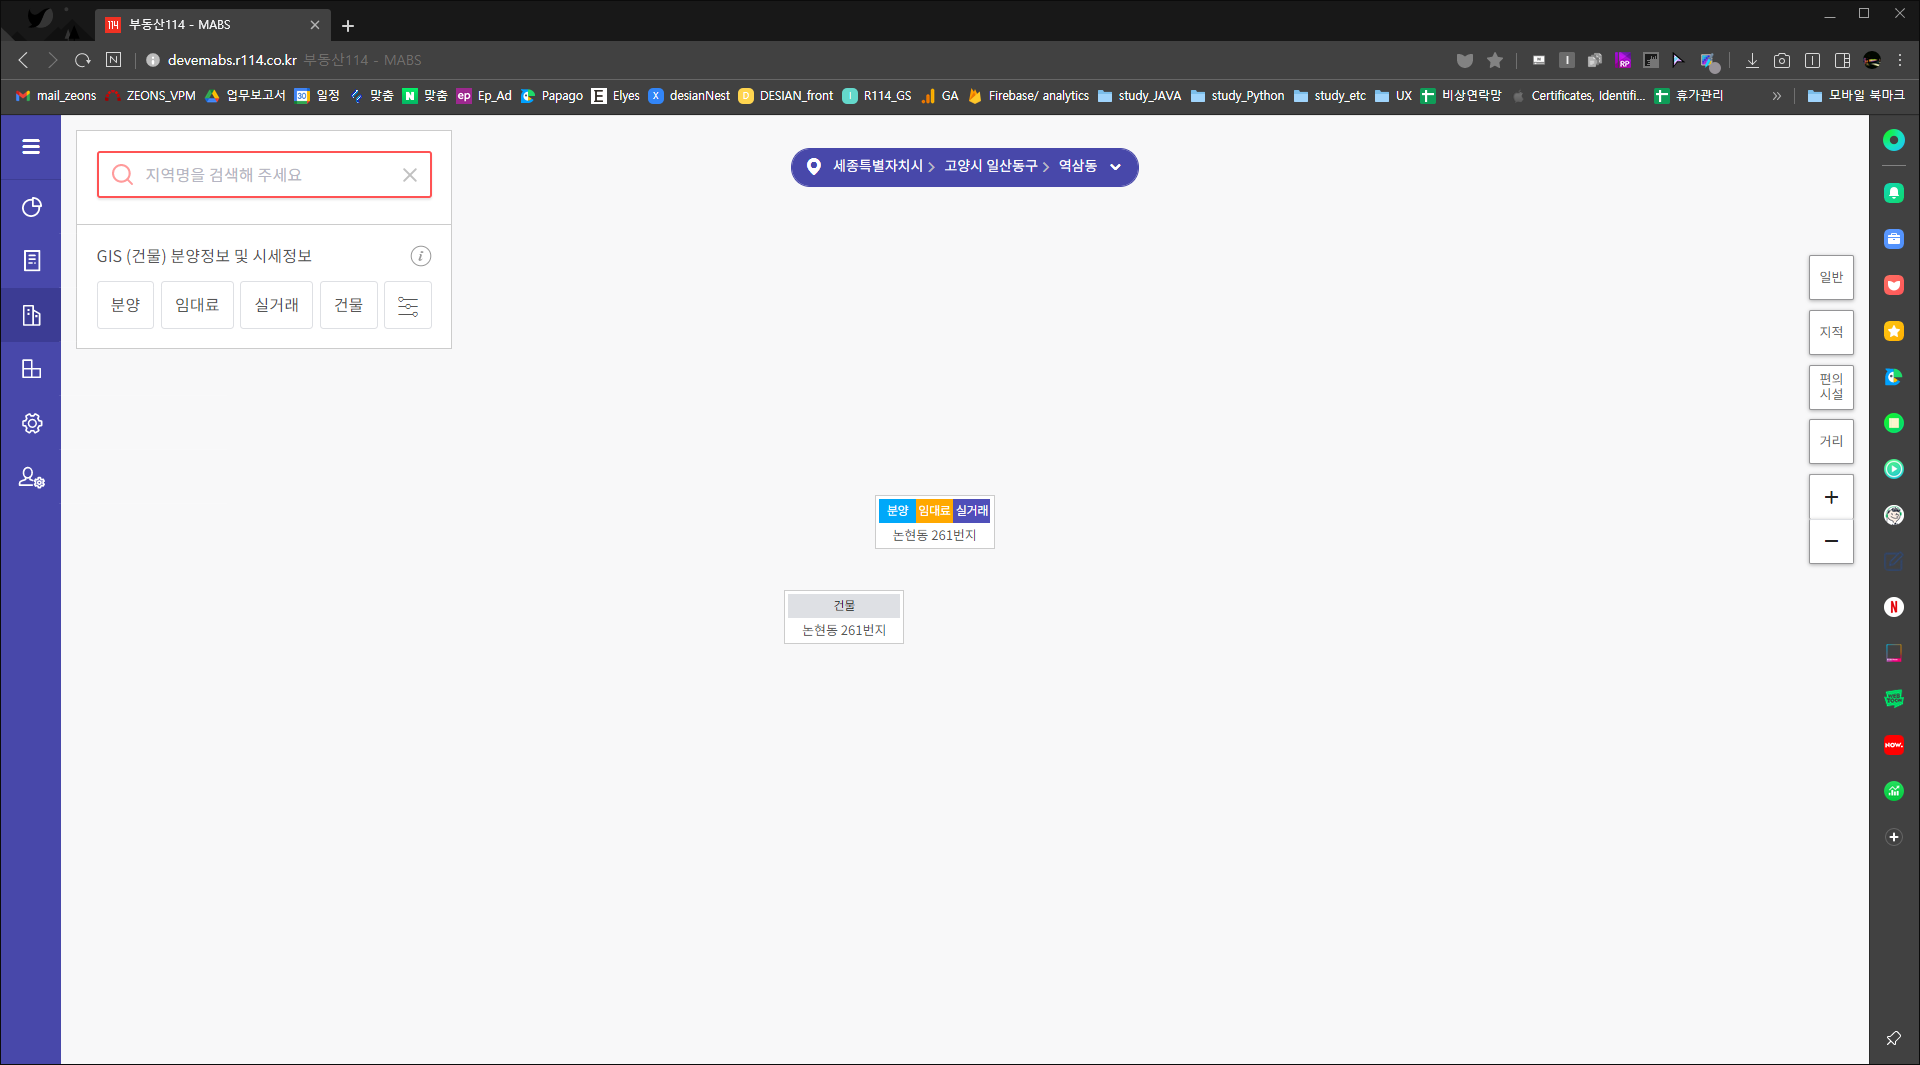 114 부동산114 - MABS
N devemabs.r114.co.kr 부동산114 - MABS
RP
mail_zeons ZEONS_VPM 업무보고서 30 일정 맞춤 N 맞춤 ep Ep_Ad Papago E Elyes X desianNest D DESIAN_front I R114_GS GA Firebase/ analytics study_JAVA study_Python study_etc UX 비상연락망 Certificates, Identifi... 휴가관리 » 모바일 북마크
지역명을 검색해 주세요
세종특별자치시 > 고양시 일산동구 > 역삼동
GIS (건물) 분양정보 및 시세정보 i
분양 임대료 실거래 건물
일반
지적
편의
시설
거리
+
−
분양 임대료 실거래
논현동 261번지
건물
논현동 261번지
N
WEB
TOON
NOW.